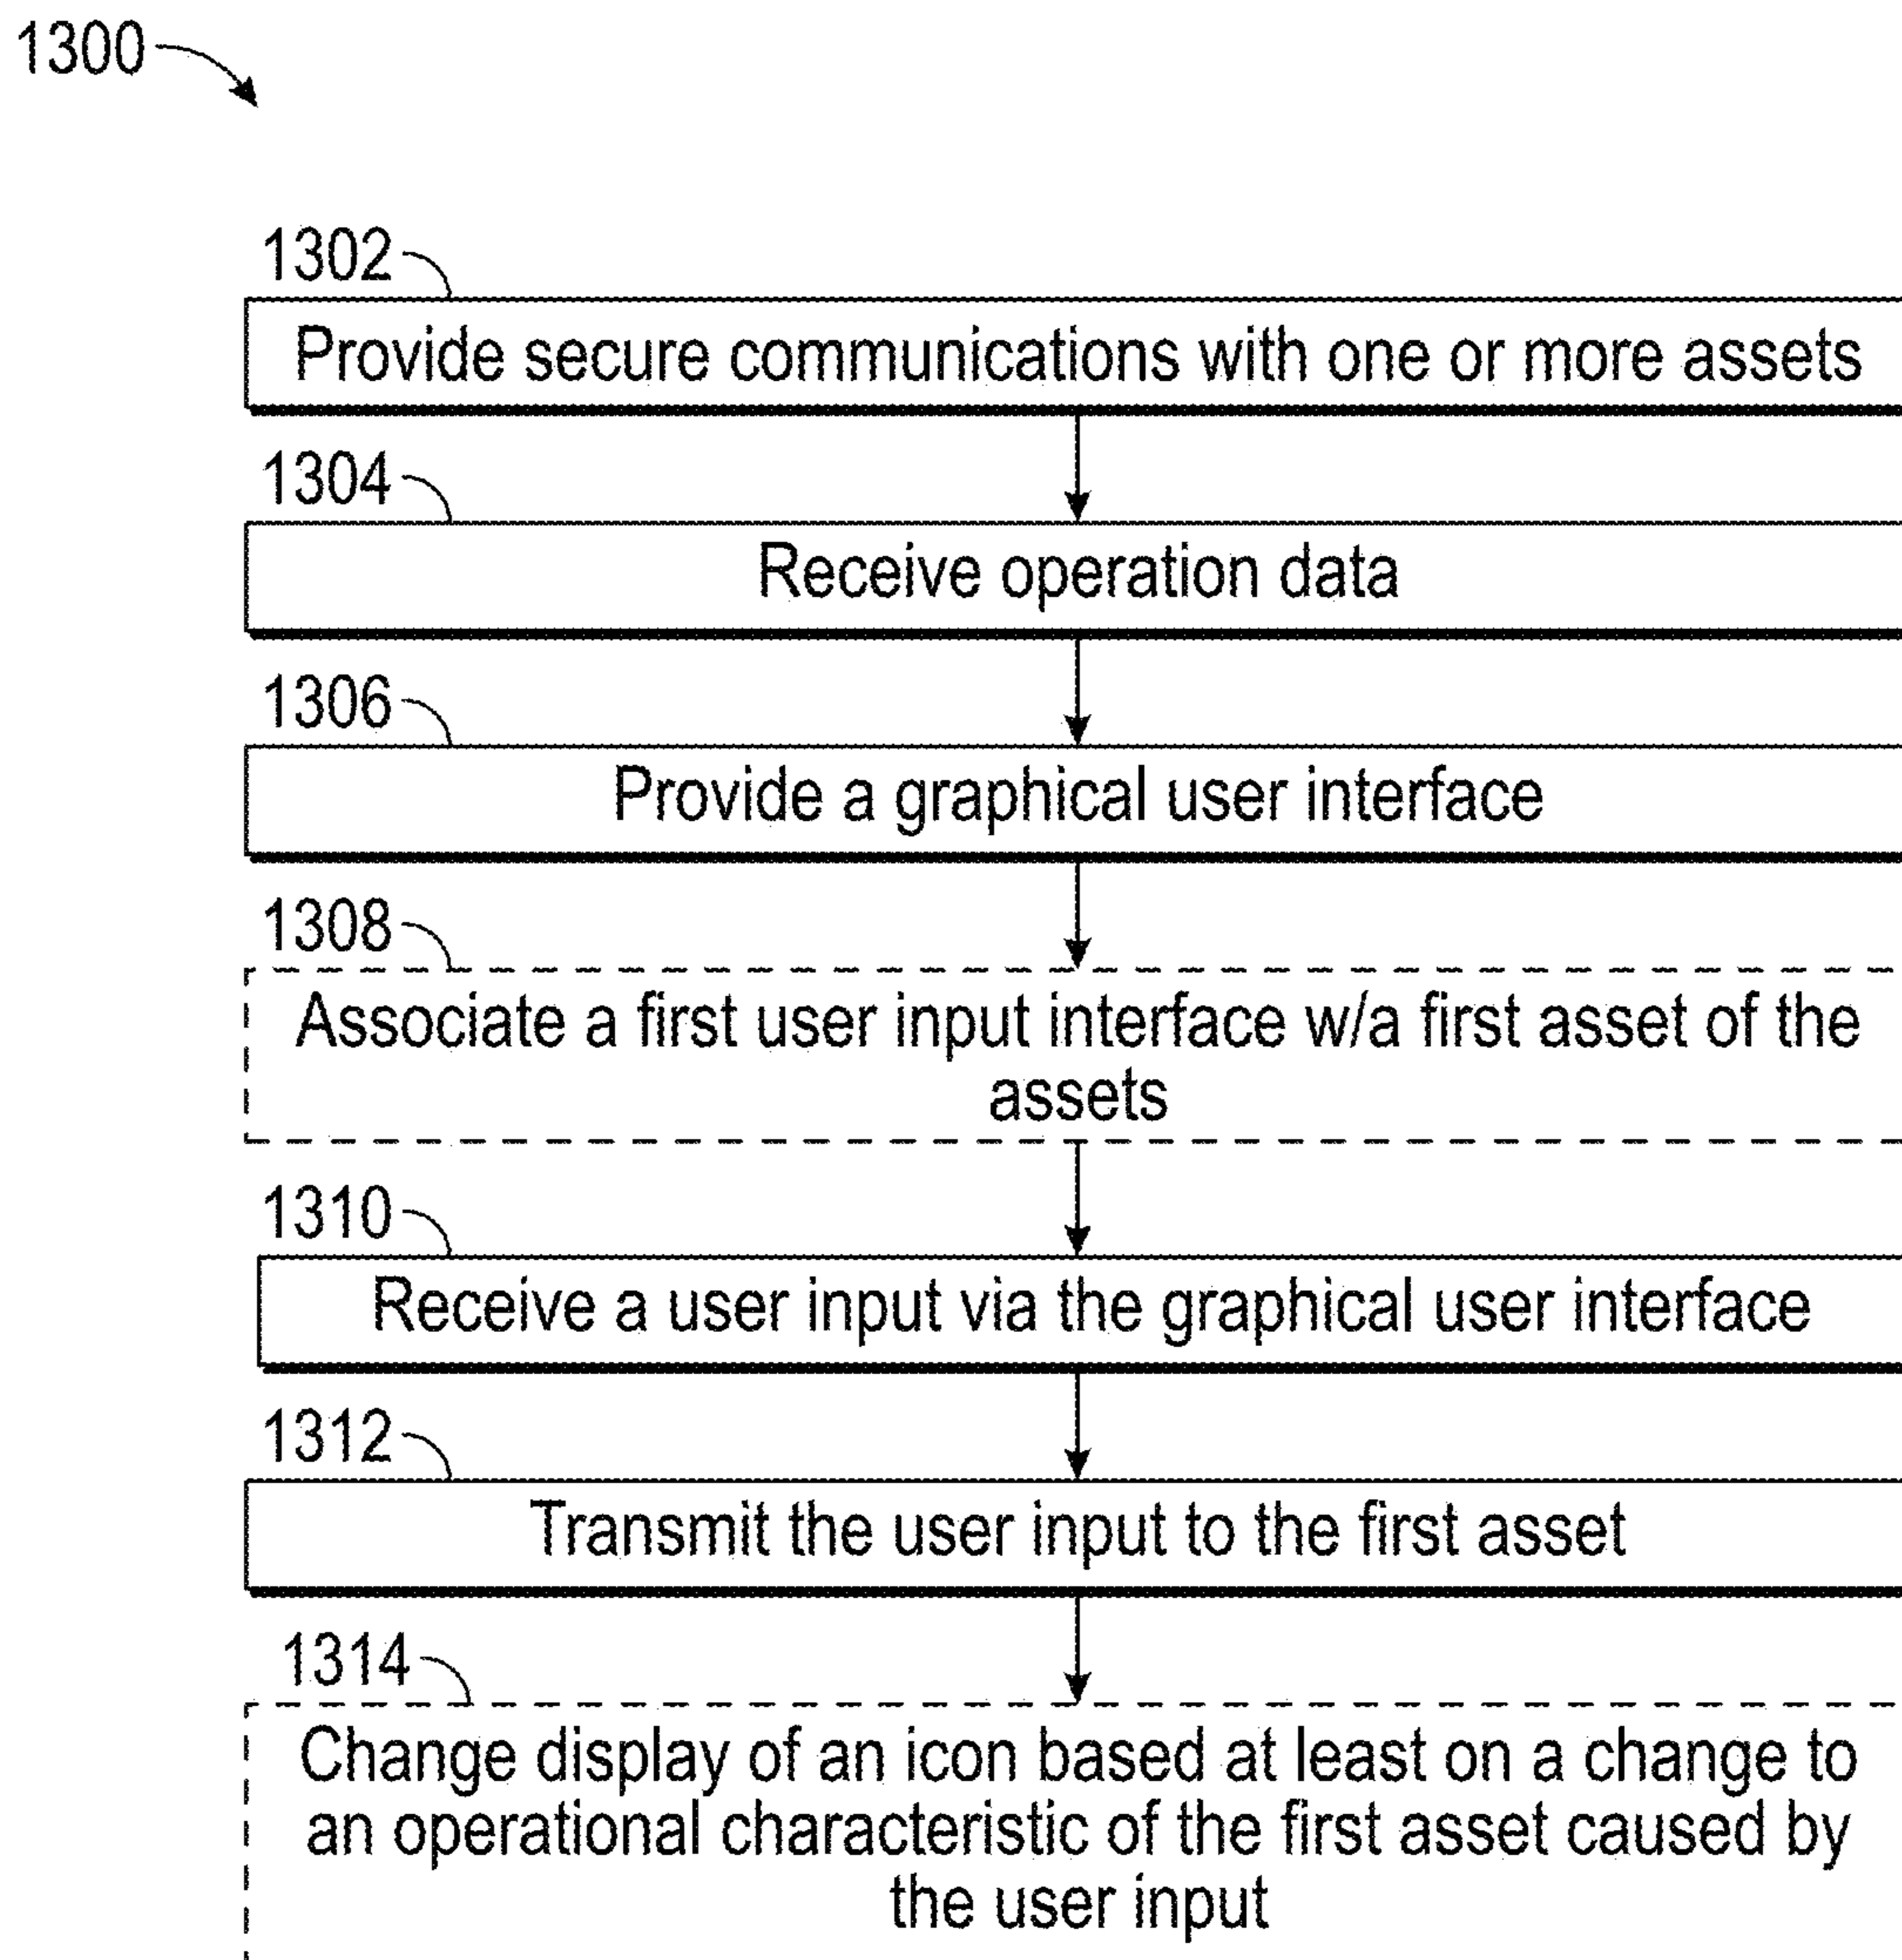 1300
1302
Provide secure communications with one or more assets
1304
Receive operation data
1306
Provide a graphical user interface
1308
Associate a first user input interface w/a first asset of the
assets
1310
Receive a user input via the graphical user interface
1312
Transmit the user input to the first asset
1314
Change display of an icon based at least on a change to
an operational characteristic of the first asset caused by
the user input